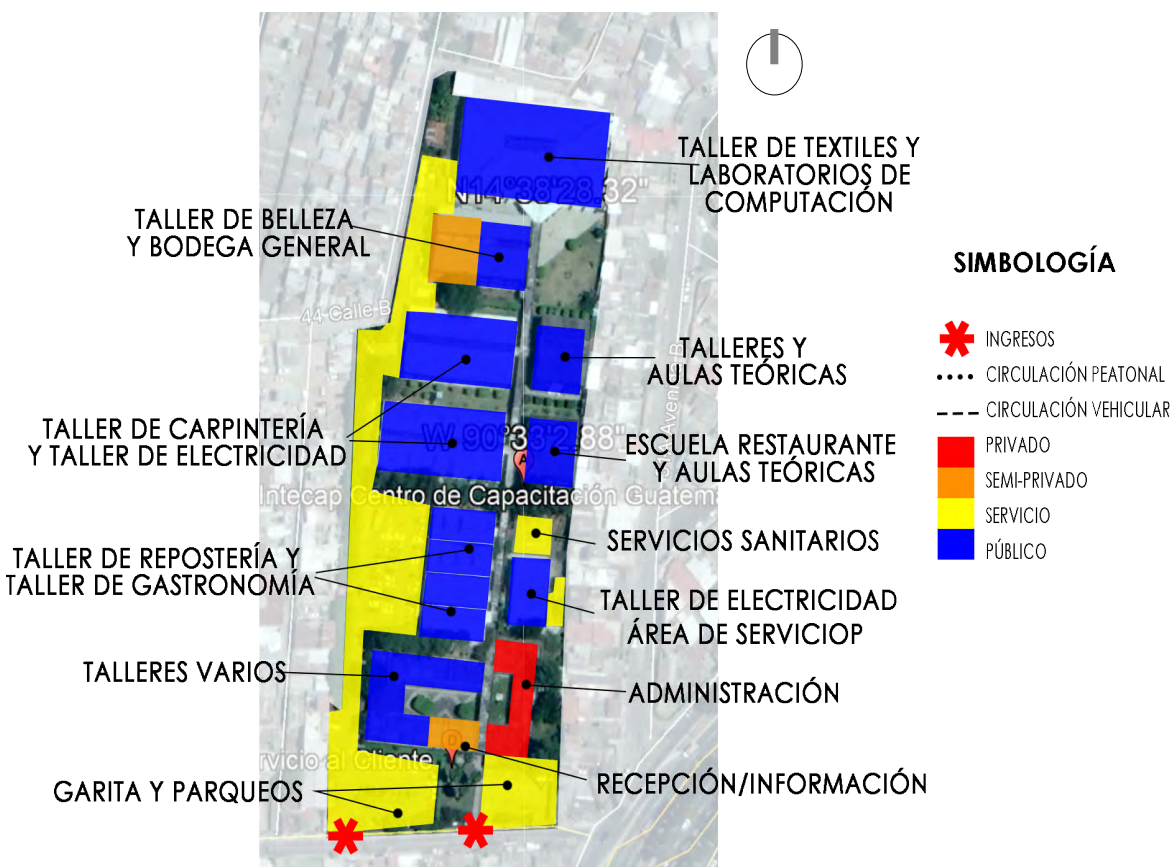 TALLER DE TEXTILES Y
LABORATORIOS DE
COMPUTACIÓN
N14°38'28.32"
TALLER DE BELLEZA
Y BODEGA GENERAL
SIMBOLOGÍA
44 Calle B
INGRESOS
CIRCULACIÓN PEATONAL
CIRCULACIÓN VEHICULAR
PRIVADO
SEMI-PRIVADO
SERVICIO
PÚBLICO
TALLERES Y
AULAS TEÓRICAS
TALLER DE CARPINTERÍA
Y TALLER DE ELECTRICIDAD
W 90°33'2.88"
ESCUELA RESTAURANTE
Y AULAS TEÓRICAS
A
Intecap Centro de Capacitación Guatema
SERVICIOS SANITARIOS
TALLER DE REPOSTERÍA Y
TALLER DE GASTRONOMÍA
TALLER DE ELECTRICIDAD
ÁREA DE SERVICIOP
TALLERES VARIOS
ADMINISTRACIÓN
D
rvicio al Cliente
GARITA Y PARQUEOS
RECEPCIÓN/INFORMACIÓN